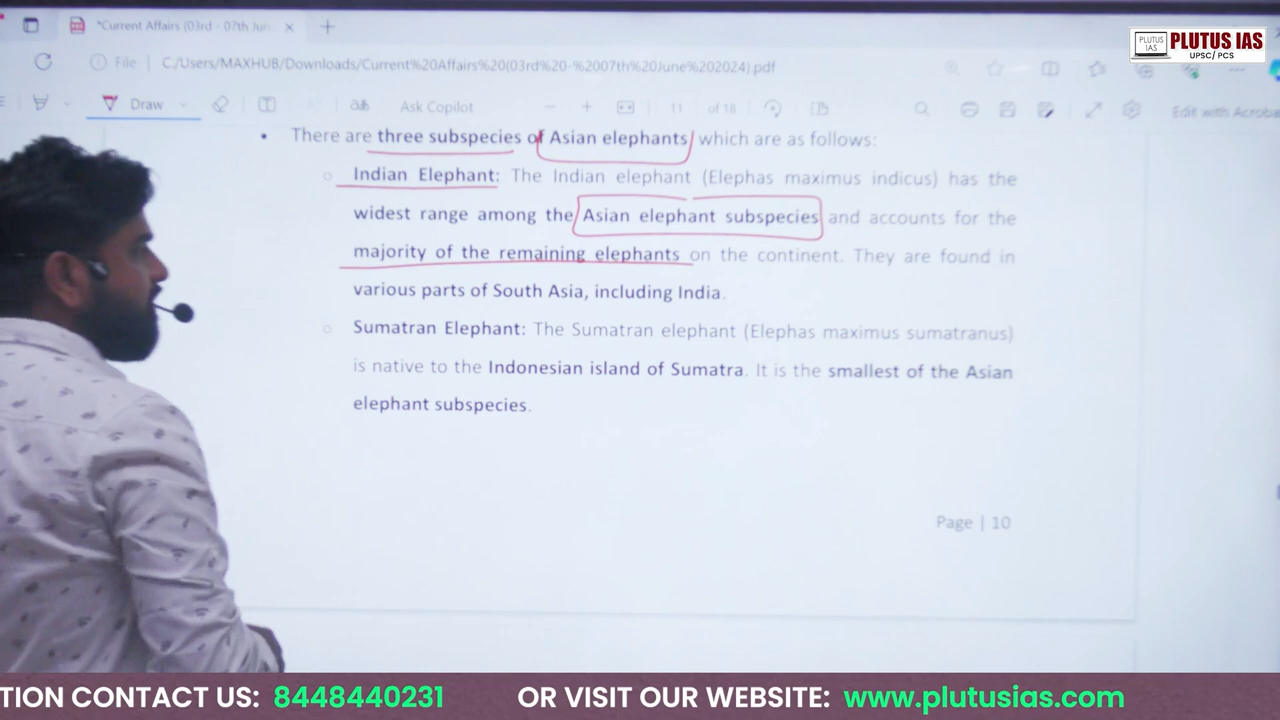 *Current Affairs (03rd - 07th Jun
PLUTUS IAS
PLUTUS IAS
UPSC/ PCS
File | C:/Users/MAXHUB/Downloads/Current%20Affairs%20(03rd%20-%2007th%20June%202024).pdf
Draw
Ask Copilot
11 of 18
Edit with Acroba
• There are three subspecies of Asian elephants, which are as follows:
o Indian Elephant: The Indian elephant (Elephas maximus indicus) has the
widest range among the Asian elephant subspecies and accounts for the
majority of the remaining elephants on the continent. They are found in
various parts of South Asia, including India.
o Sumatran Elephant: The Sumatran elephant (Elephas maximus sumatranus)
is native to the Indonesian island of Sumatra. It is the smallest of the Asian
elephant subspecies.
Page | 10
TION CONTACT US: 8448440231 OR VISIT OUR WEBSITE: www.plutusias.com